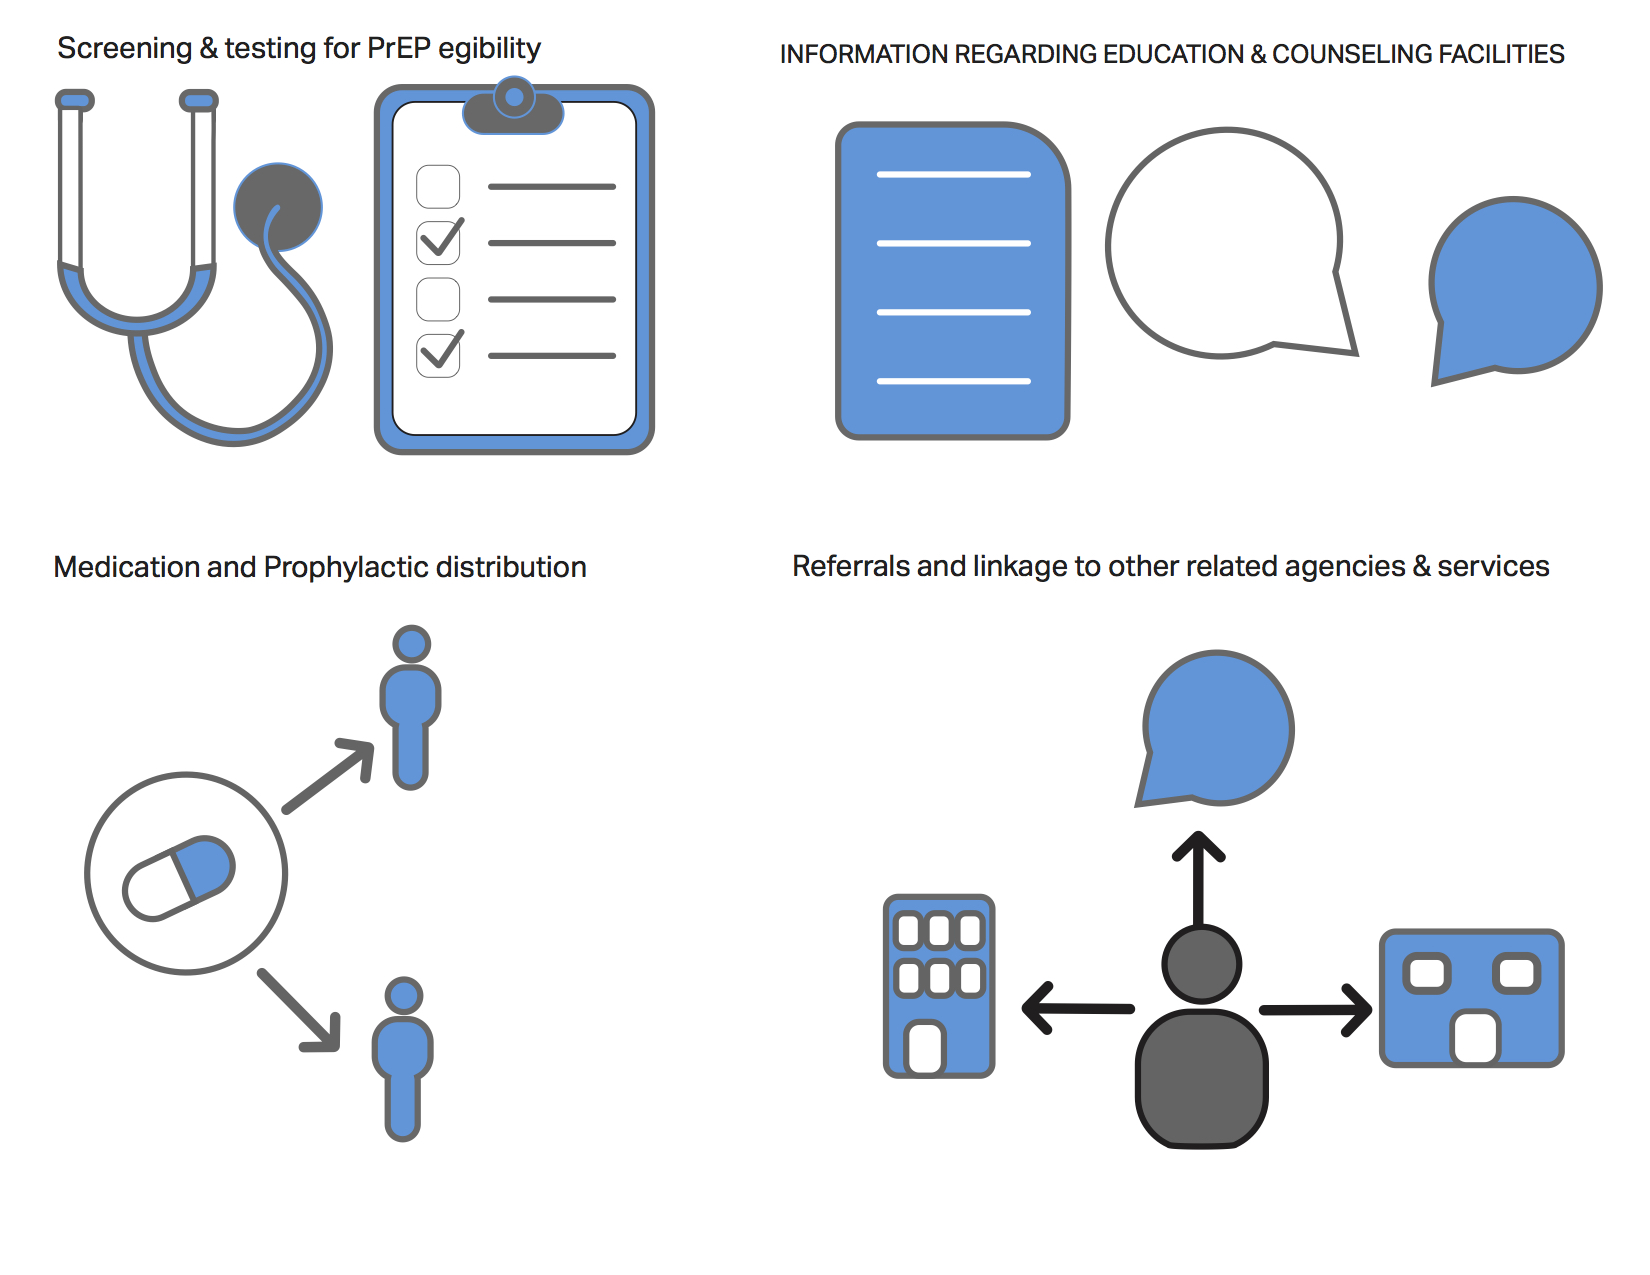 Screening & testing for PrEP egibility
INFORMATION REGARDING EDUCATION & COUNSELING FACILITIES
Medication and Prophylactic distribution
Referrals and linkage to other related agencies & services